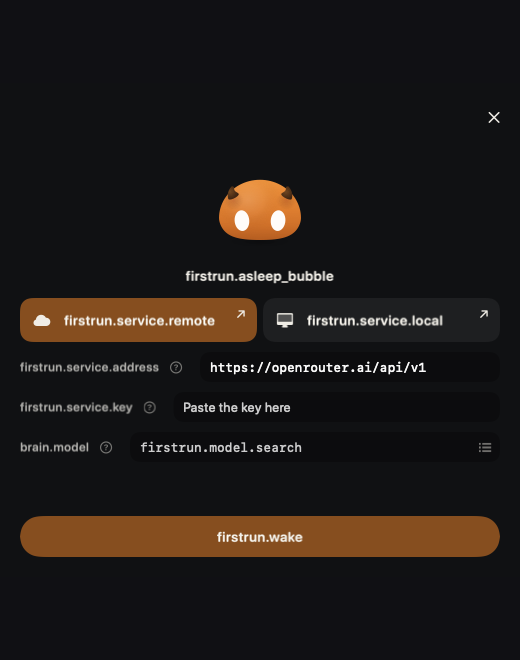 firstrun.asleep_bubble
firstrun.service.remote
firstrun.service.local
firstrun.service.address
https://openrouter.ai/api/v1
firstrun.service.key
Paste the key here
brain.model
firstrun.model.search
firstrun.wake